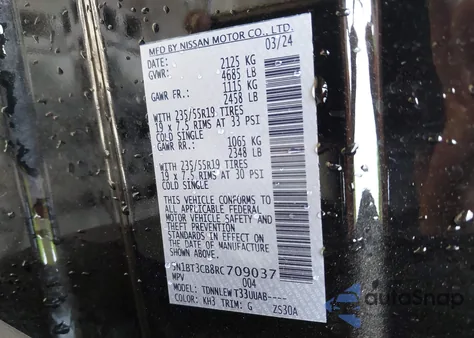 MFD BY NISSAN MOTOR CO., LTD.
DATE: 03/24
GVWR: 2125 KG
4685 LB
GAWR FR.: 1115 KG
2458 LB
WITH 235/55R19 TIRES
19 x 7.5 RIMS AT 33 PSI
COLD SINGLE
GAWR RR.: 1065 KG
2348 LB
WITH 235/55R19 TIRES
19 x 7.5 RIMS AT 30 PSI
COLD SINGLE
THIS VEHICLE CONFORMS TO
ALL APPLICABLE FEDERAL
MOTOR VEHICLE SAFETY AND
THEFT PREVENTION
STANDARDS IN EFFECT ON
THE DATE OF MANUFACTURE
SHOWN ABOVE.
5N1BT3CB8RC709037
MPV 004
TYPE: TDNNLEWT33UUAB----
COLOR: KH3 TRIM: G ZS30A
autoSnap